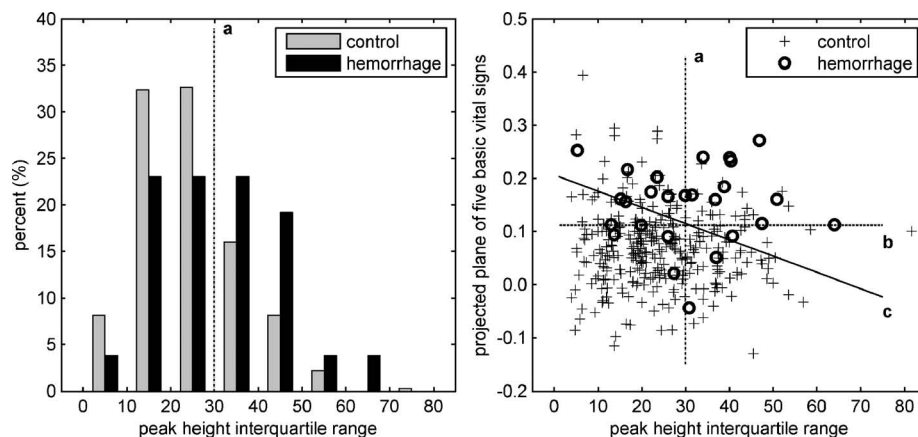 a
control
hemorrhage
40
35
30
25
20
15
10
5
0
percent (%)
0 10 20 30 40 50 60 70 80
peak height interquartile range
a
control
hemorrhage
0.5
0.4
0.3
0.2
0.1
0.0
-0.1
-0.2
projected plane of five basic vital signs
b
c
0 10 20 30 40 50 60 70 80
peak height interquartile range